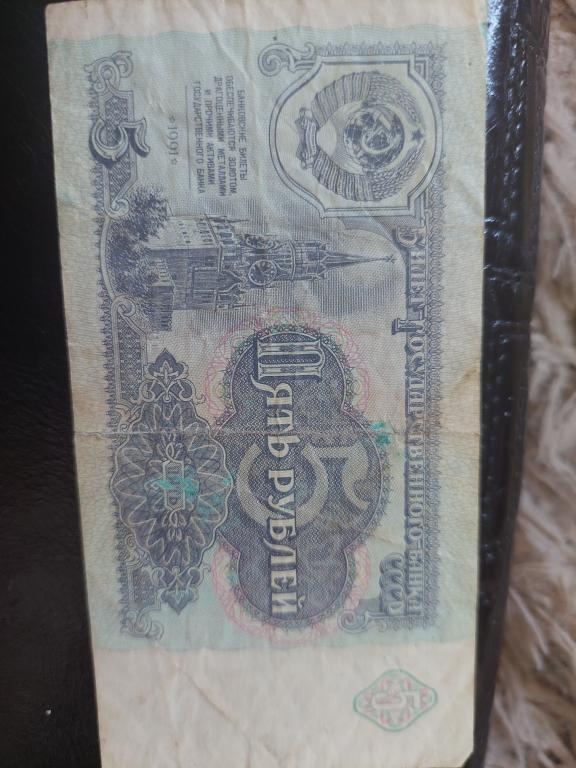 Билет Государственного Банка СССР
БАНКОВСКИЕ БИЛЕТЫ
ОБЕСПЕЧИВАЮТСЯ ЗОЛОТОМ,
ДРАГОЦЕННЫМИ МЕТАЛЛАМИ
И ПРОЧИМИ АКТИВАМИ
ГОСУДАРСТВЕННОГО БАНКА
1991
5
Пять рублей
5
5